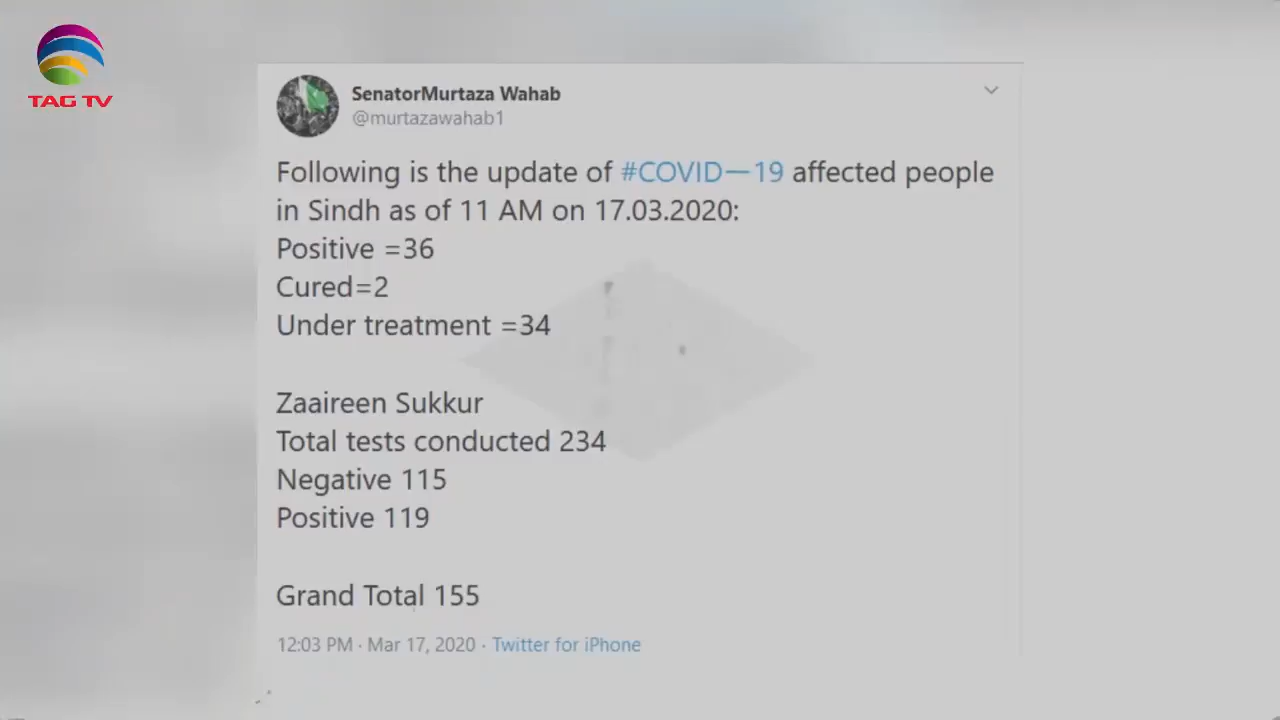 TAG TV
SenatorMurtaza Wahab
@murtazawahab1
Following is the update of #COVID—19 affected people
in Sindh as of 11 AM on 17.03.2020:
Positive =36
Cured=2
Under treatment =34
Zaaireen Sukkur
Total tests conducted 234
Negative 115
Positive 119
Grand Total 155
12:03 PM · Mar 17, 2020 · Twitter for iPhone